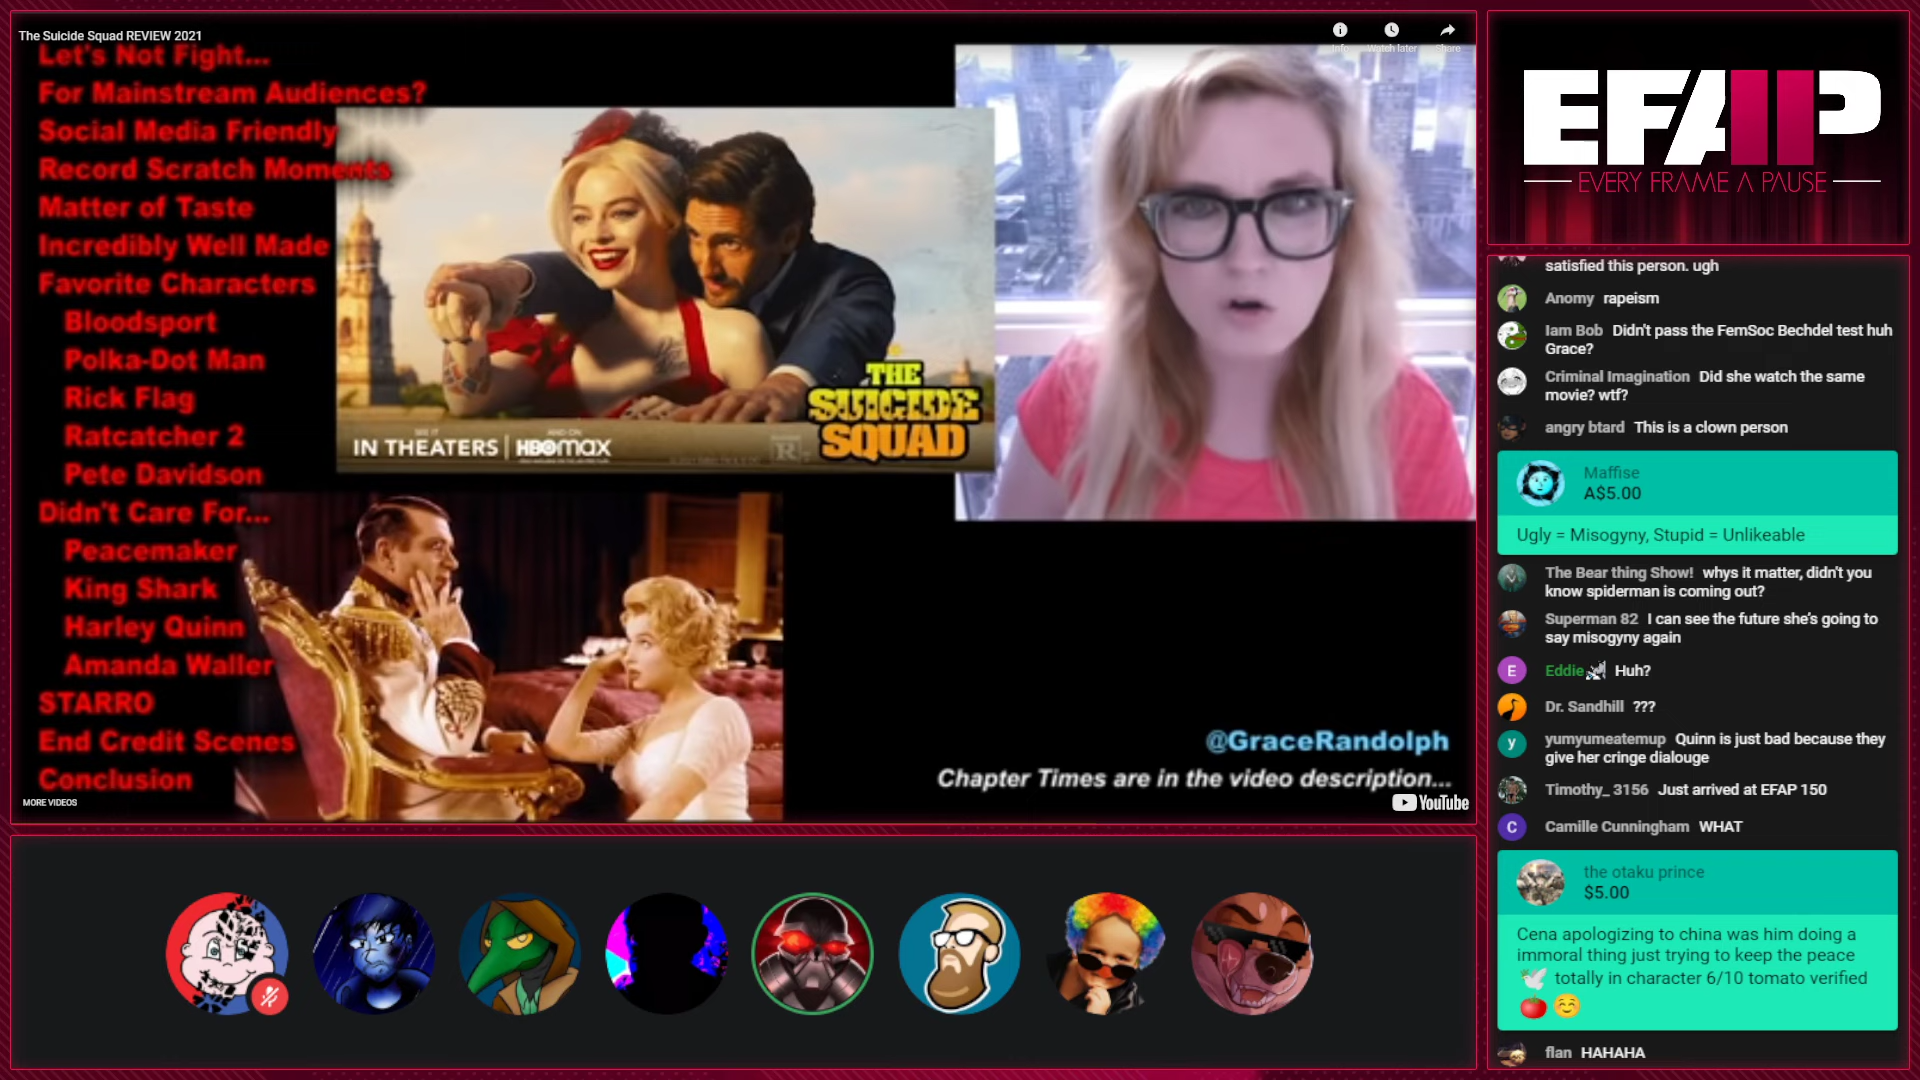 The Suicide Squad REVIEW 2021
Info
Watch later
Share
Let's Not Fight...
For Mainstream Audiences?
Social Media Friendly
Record Scratch Moments
Matter of Taste
Incredibly Well Made
Favorite Characters
Bloodsport
Polka-Dot Man
Rick Flag
Ratcatcher 2
Pete Davidson
Didn't Care For...
Peacemaker
King Shark
Harley Quinn
Amanda Waller
STARRO
End Credit Scenes
Conclusion
MORE VIDEOS
SEE IT
IN THEATERS
AND ON
HBOMAX
R
THE
SUICIDE
SQUAD
@GraceRandolph
Chapter Times are in the video description...
YouTube
EFAP
EVERY FRAME A PAUSE
satisfied this person. ugh
Anomy rapeism
Iam Bob Didn't pass the FemSoc Bechdel test huh
Grace?
Criminal Imagination Did she watch the same
movie? wtf?
angry btard This is a clown person
Maffise
A$5.00
Ugly = Misogyny, Stupid = Unlikeable
The Bear thing Show! whys it matter, didn't you
know spiderman is coming out?
Superman 82 I can see the future she's going to
say misogyny again
E
Eddie Huh?
Dr. Sandhill ???
y
yumyumeatemup Quinn is just bad because they
give her cringe dialouge
Timothy_ 3156 Just arrived at EFAP 150
C
Camille Cunningham WHAT
the otaku prince
$5.00
Cena apologizing to china was him doing a
immoral thing just trying to keep the peace
🕊️ totally in character 6/10 tomato verified
🍅 ☺️
flan HAHAHA